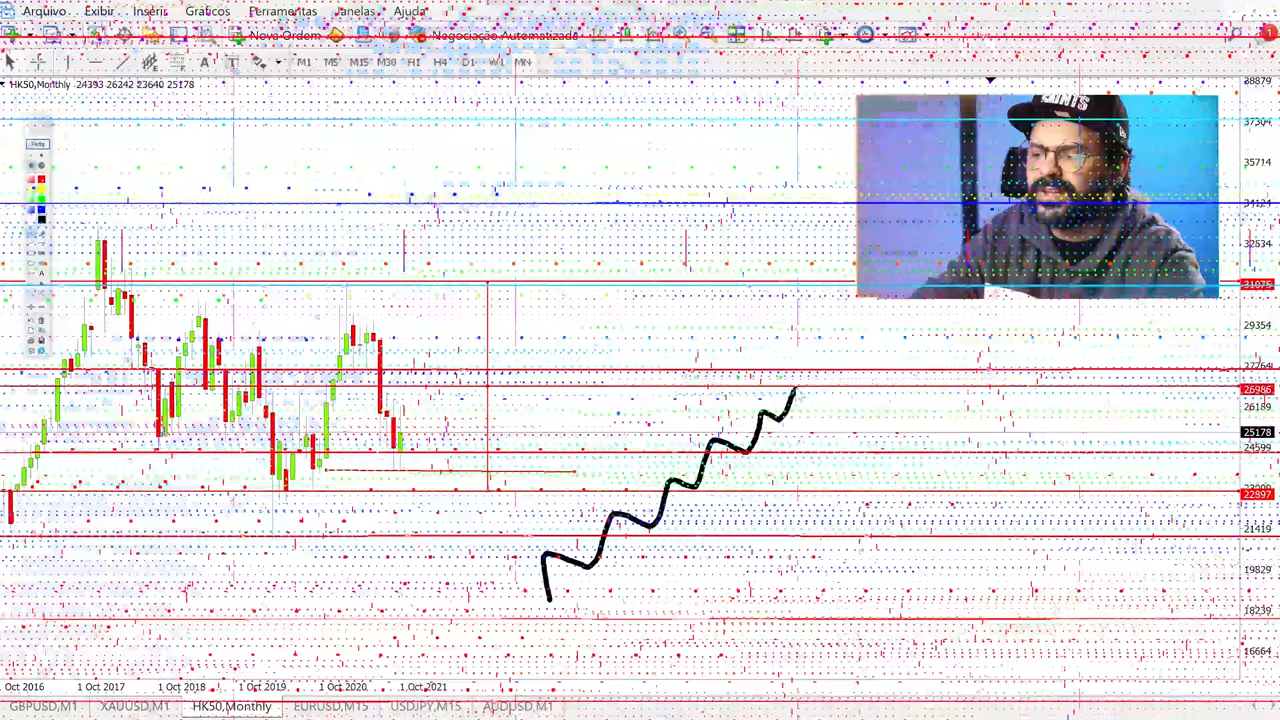 Arquivo Exibir Inserir Gráficos Ferramentas Janelas Ajuda
Nova Ordem Negociação Automatizada
A T M1 M5 M15 M30 H1 H4 D1 W1 MN
1
HK50,Monthly 24393 26242 23640 25178
38879
37304
35714
34124
32534
31075
29354
27764
26986
26189
25178
24599
22897
21419
19829
18239
16664
A
1 Oct 2017 1 Oct 2018 1 Oct 2019 1 Oct 2020 1 Oct 2021
Oct 2016
GBPUSD,M1 XAUUSD,M1 HK50,Monthly EURUSD,M15 USDJPY,M15 AUDUSD,M1